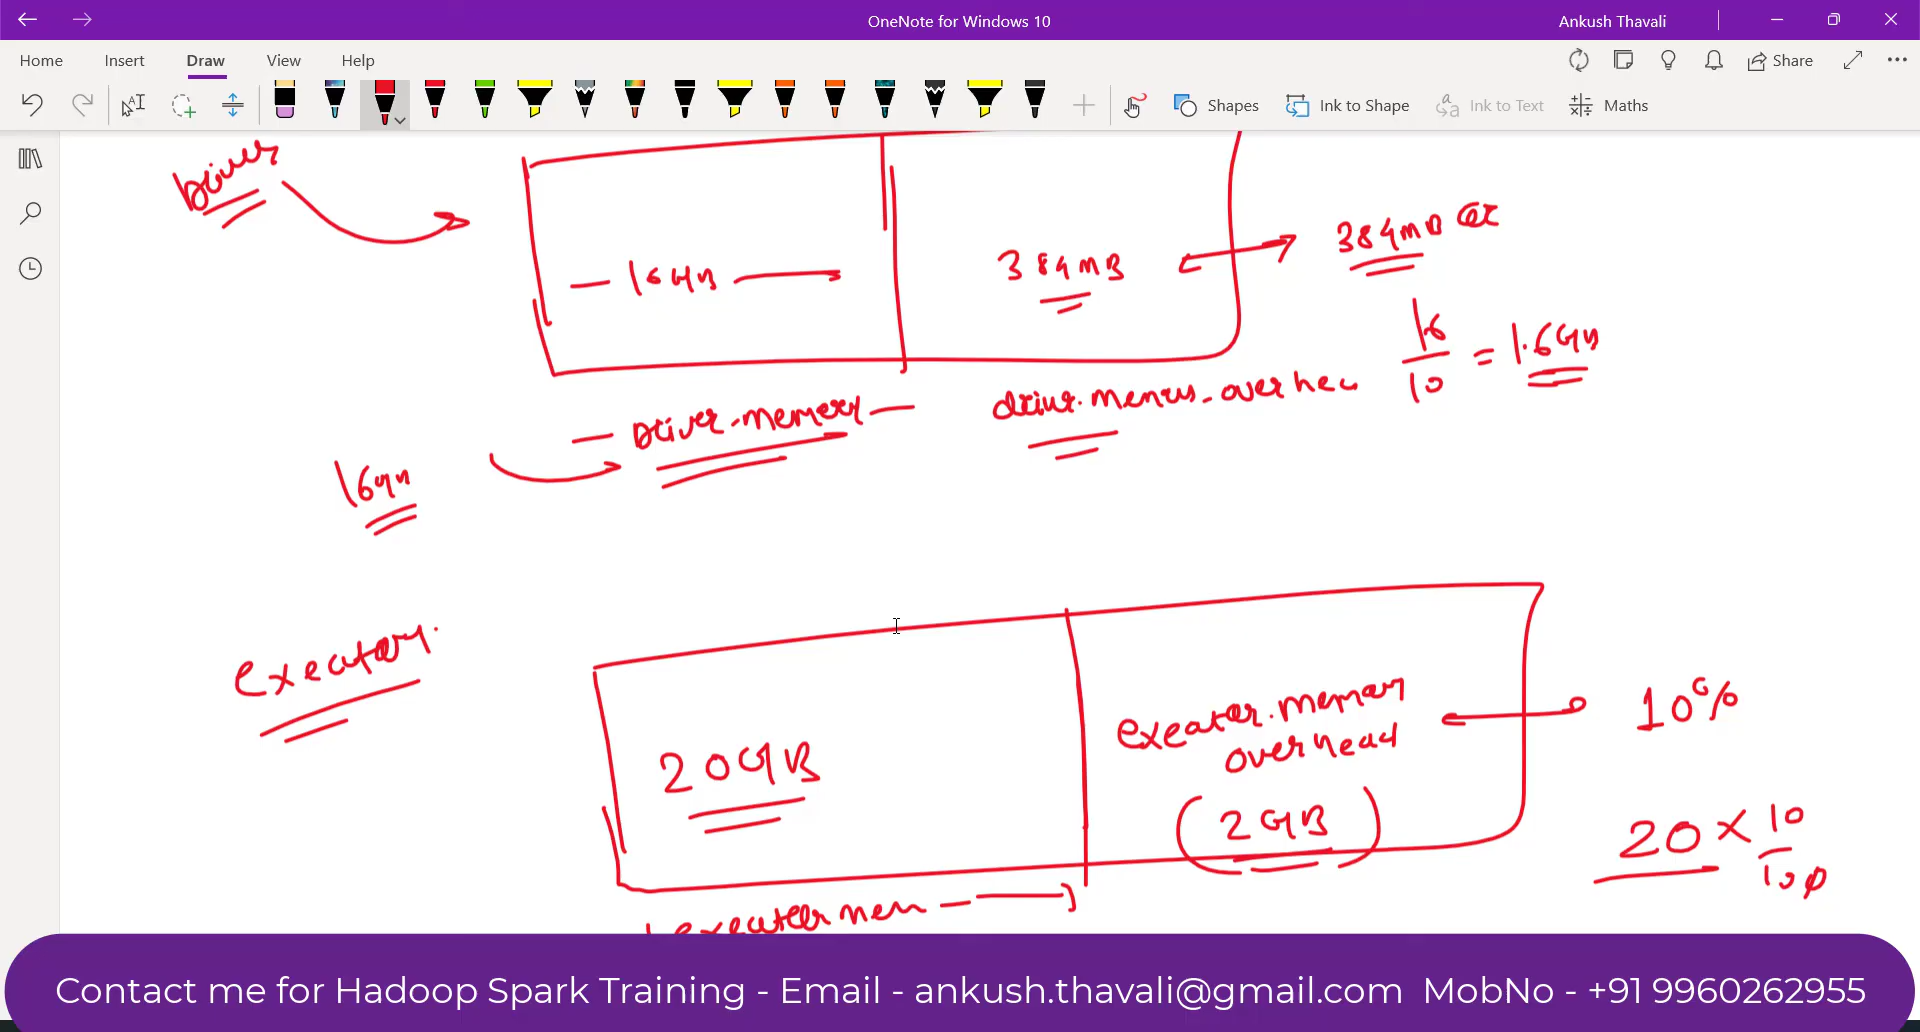 OneNote for Windows 10
Ankush Thavali
Home Insert Draw View Help
Share
Shapes Ink to Shape Ink to Text Maths
Driver
16GB
384MB
384MB or
16
10
= 1.6GB
Driver.memory
driver.memory.overhea
16GB
executor.
20GB
executor.memory
overhead
(2GB)
10%
20 x 10
100
executor mem
Contact me for Hadoop Spark Training - Email - ankush.thavali@gmail.com MobNo - +91 9960262955